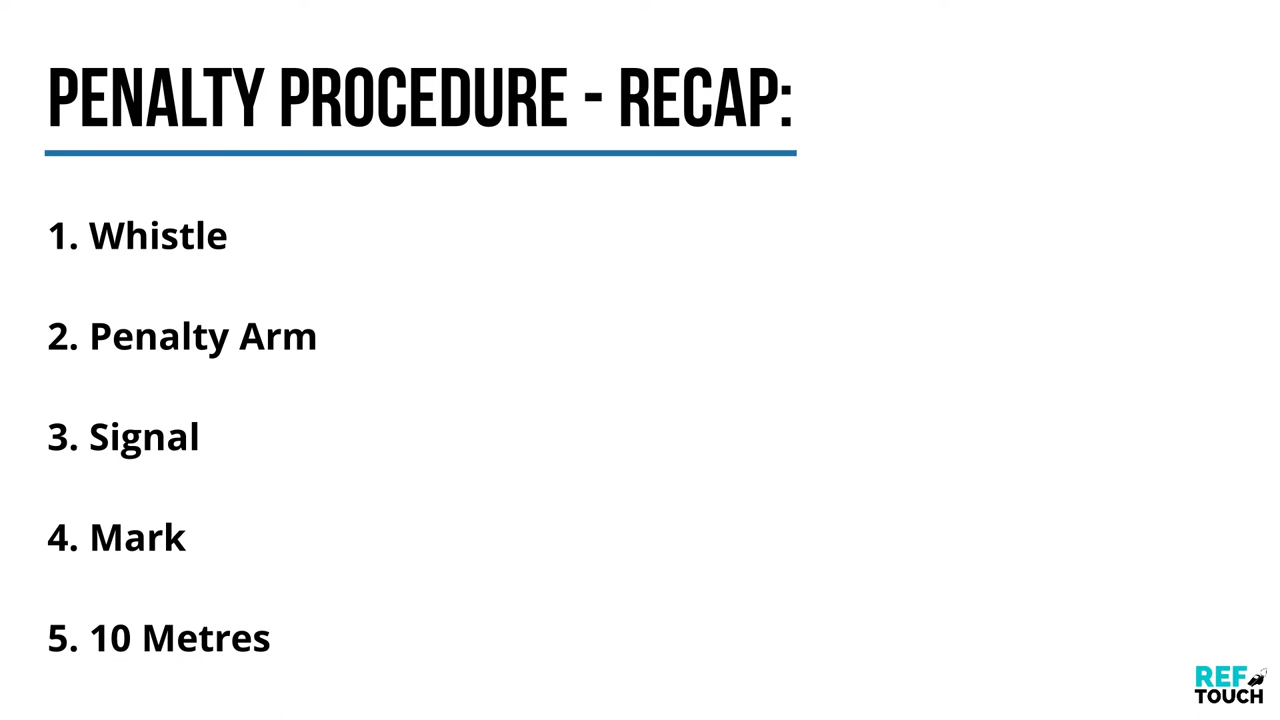 PENALTY PROCEDURE - RECAP:
1. Whistle
2. Penalty Arm
3. Signal
4. Mark
5. 10 Metres
REF
TOUCH